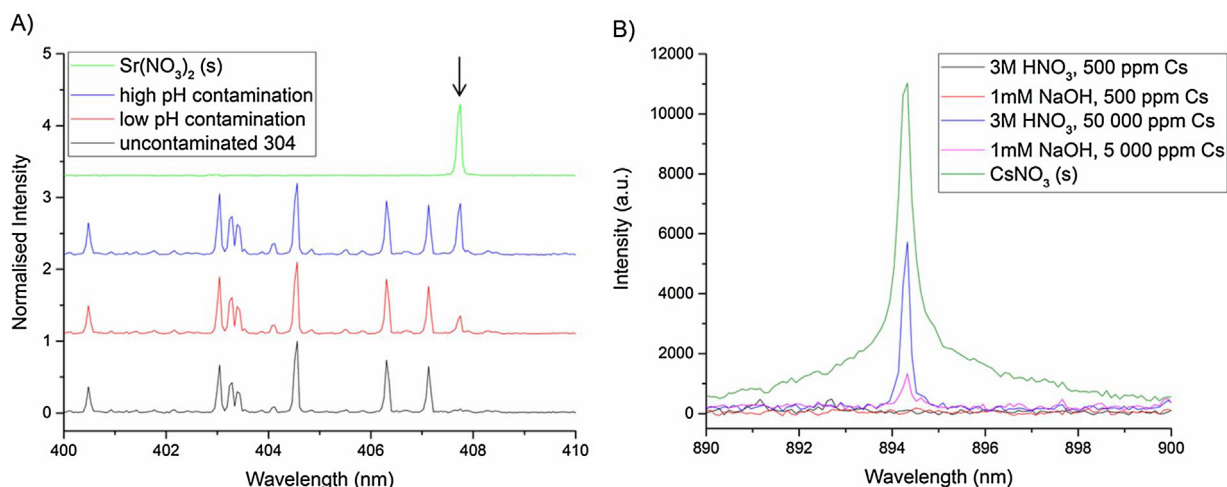 A)
Sr(NO₃)₂ (s)
high pH contamination
low pH contamination
uncontaminated 304
5
4
3
2
1
0
Normalised Intensity
400 402 404 406 408 410
Wavelength (nm)
B)
3M HNO₃, 500 ppm Cs
1mM NaOH, 500 ppm Cs
3M HNO₃, 50 000 ppm Cs
1mM NaOH, 5 000 ppm Cs
CsNO₃ (s)
12000
10000
8000
6000
4000
2000
0
Intensity (a.u.)
890 892 894 896 898 900
Wavelength (nm)